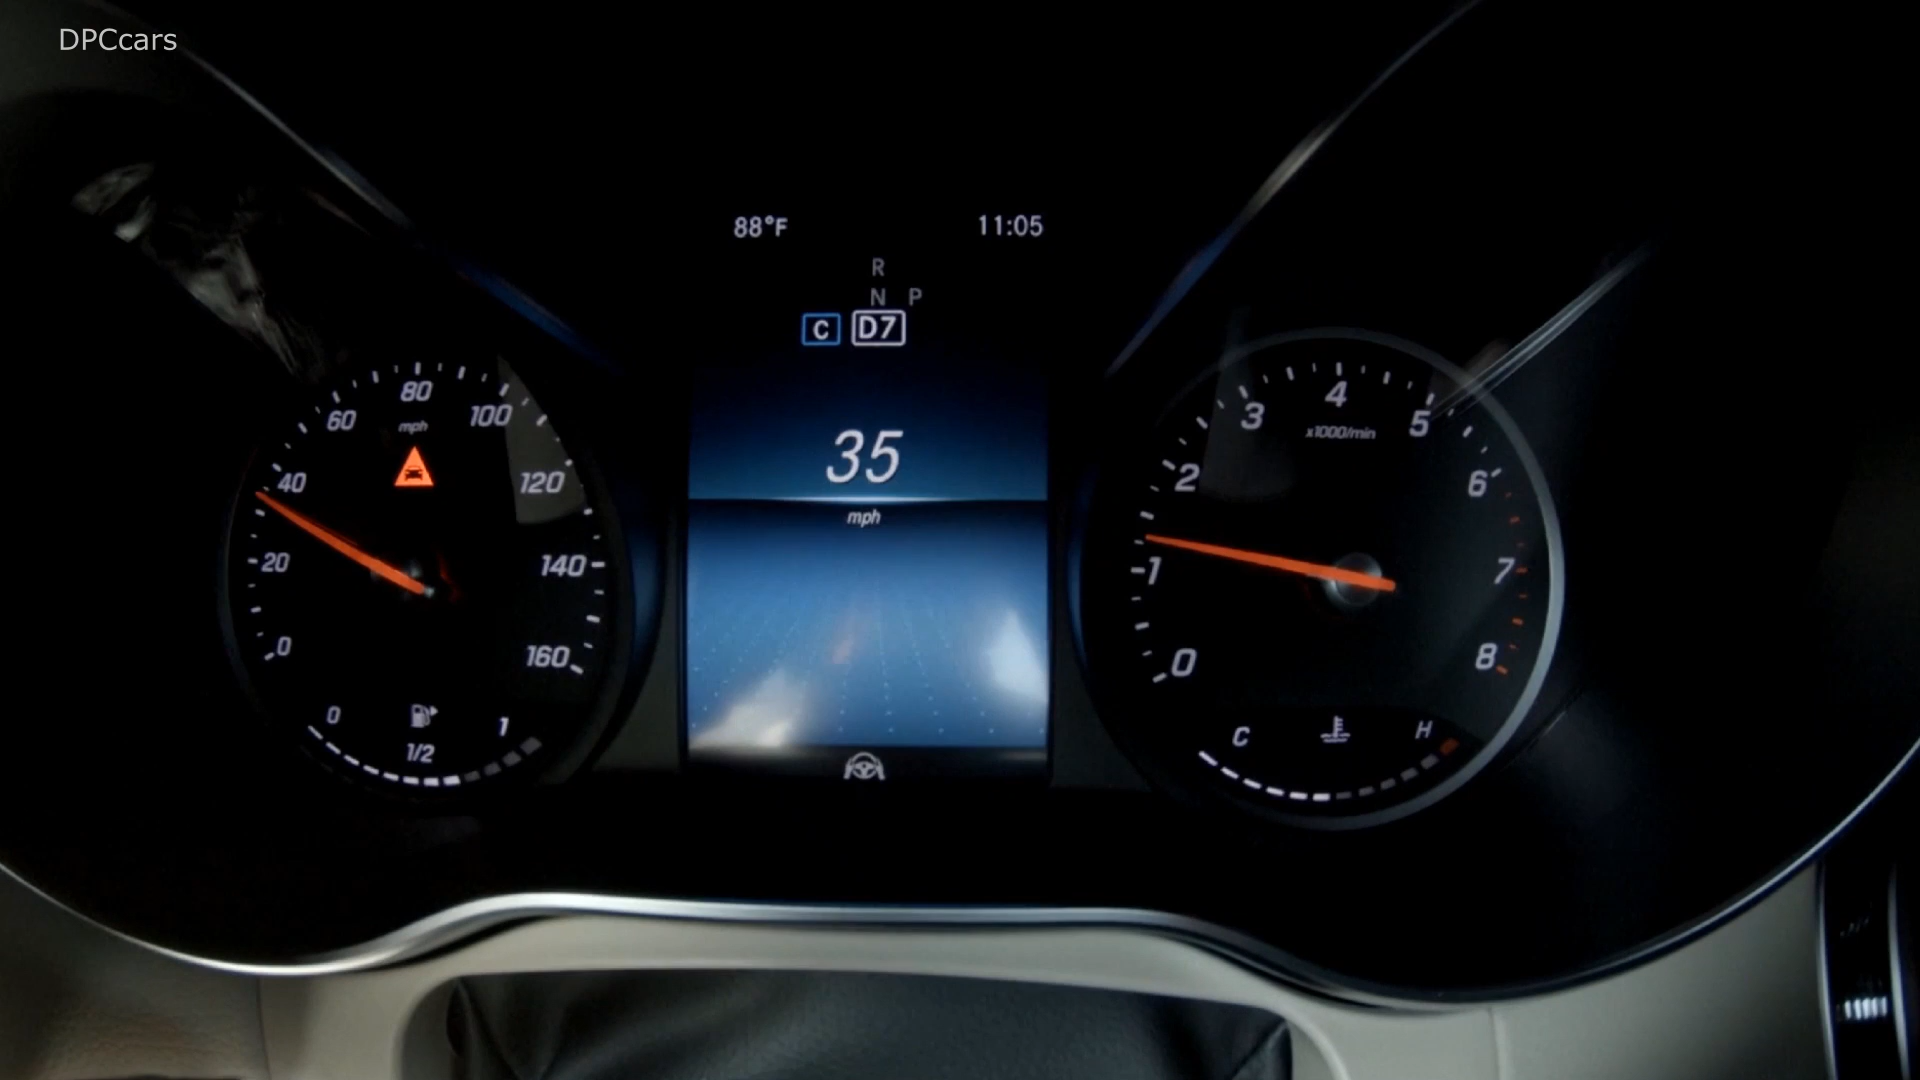 DPCcars
88°F 11:05
R
N P
C D7
0 20 40 60 80 100 120 140 160
mph
0 1/2 1
35
mph
0 1 2 3 4 5 6 7 8
x1000/min
C H